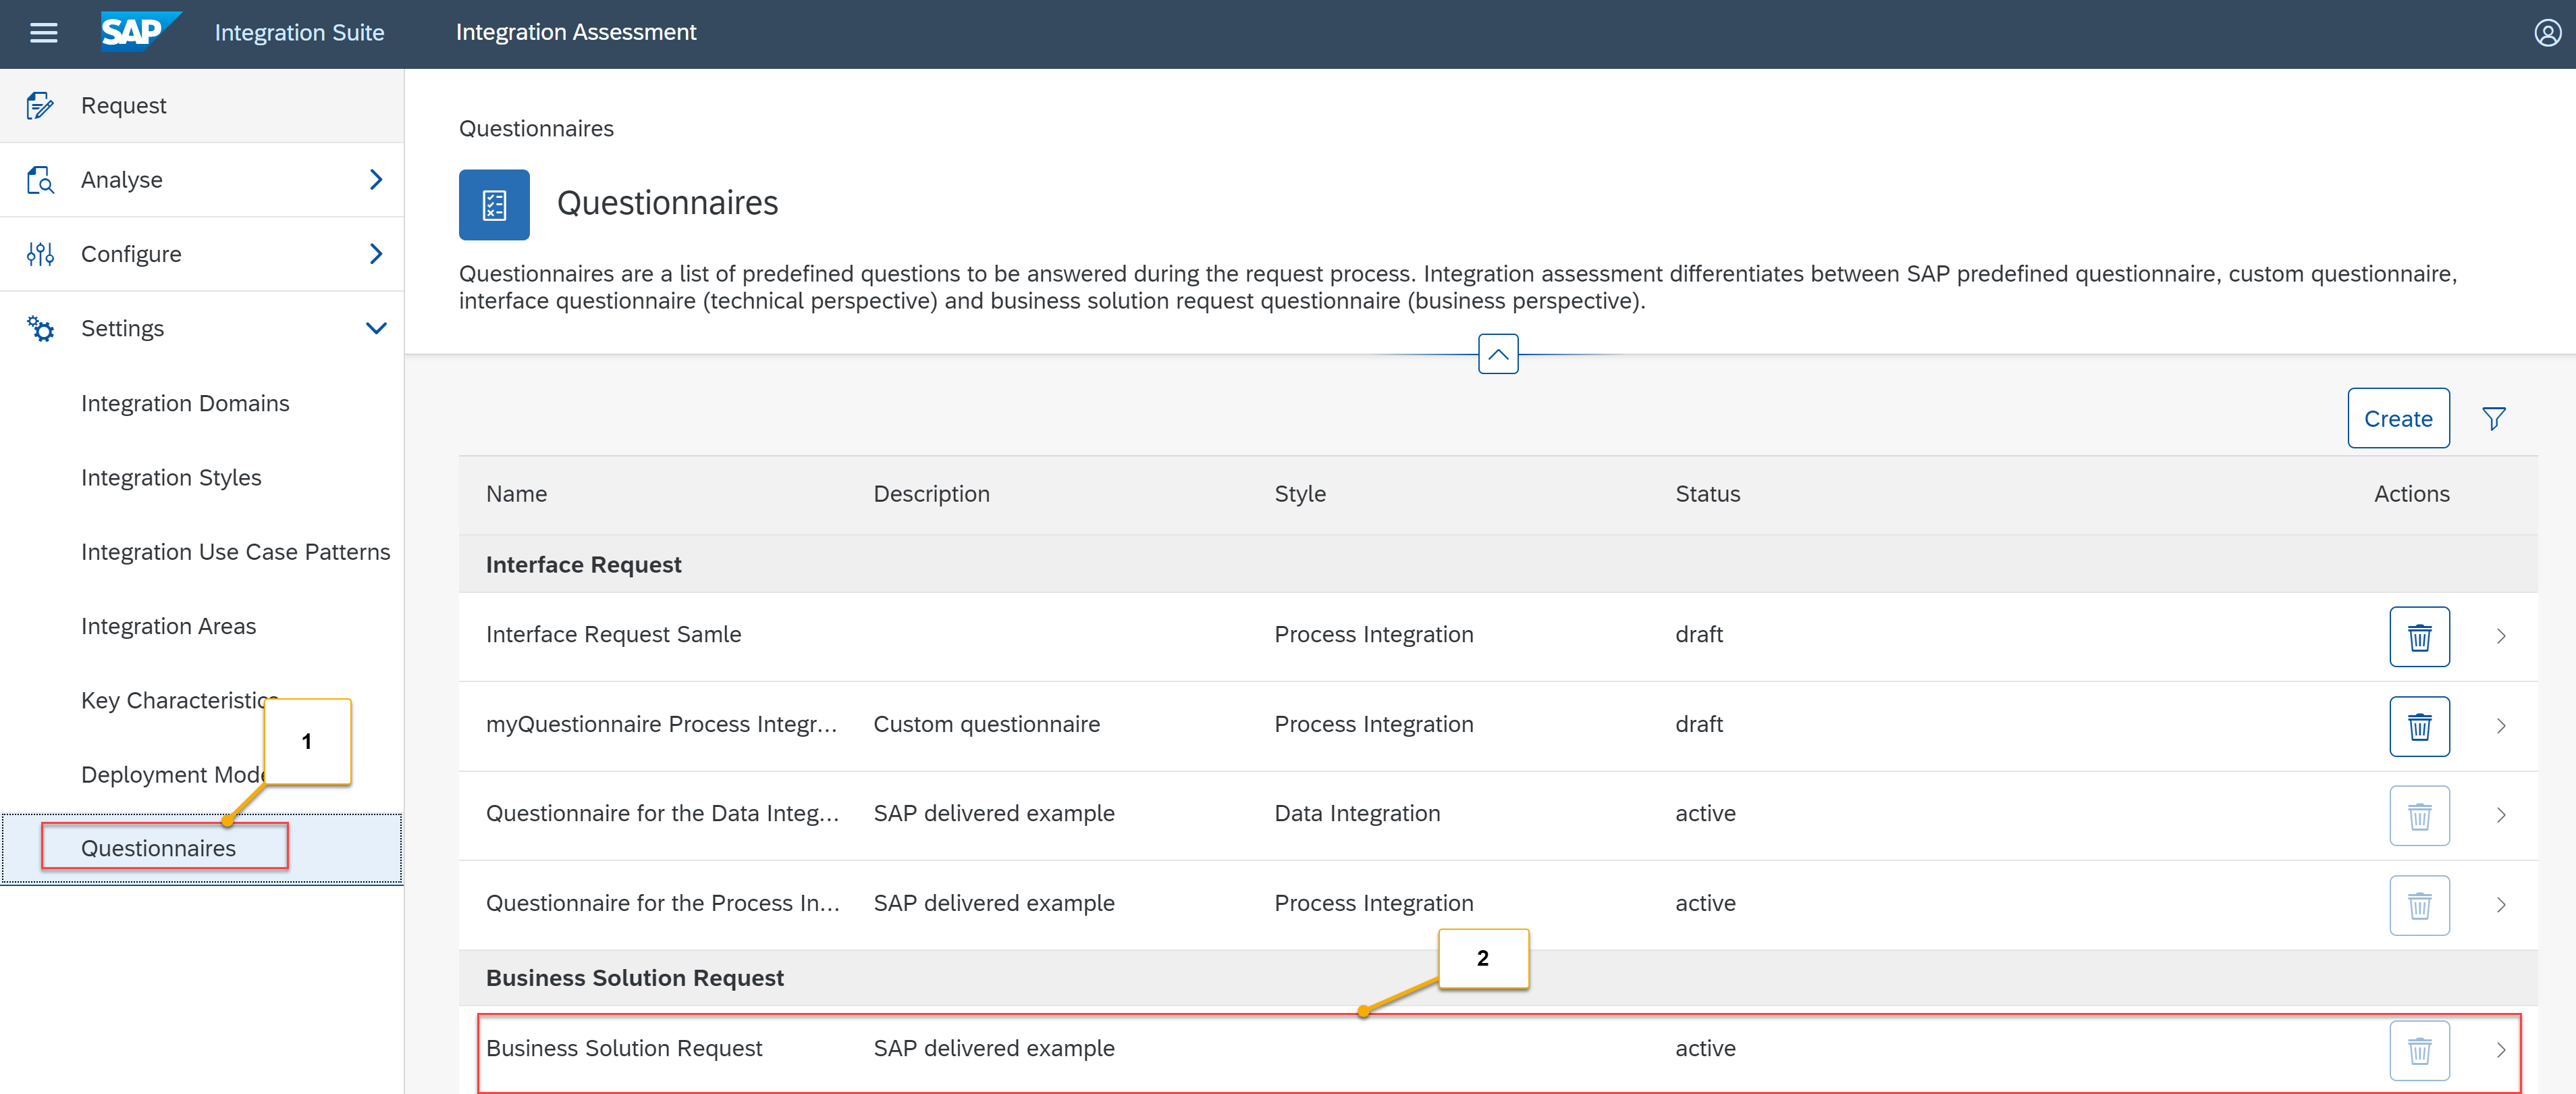 SAP Integration Suite Integration Assessment
Request
Analyse
Configure
Settings
Integration Domains
Integration Styles
Integration Use Case Patterns
Integration Areas
Key Characteristics
Deployment Mode
Questionnaires
1
Questionnaires
Questionnaires
Questionnaires are a list of predefined questions to be answered during the request process. Integration assessment differentiates between SAP predefined questionnaire, custom questionnaire,
interface questionnaire (technical perspective) and business solution request questionnaire (business perspective).
Create
Name Description Style Status Actions
Interface Request
Interface Request Samle Process Integration draft
myQuestionnaire Process Integr... Custom questionnaire Process Integration draft
Questionnaire for the Data Integ... SAP delivered example Data Integration active
Questionnaire for the Process In... SAP delivered example Process Integration active
Business Solution Request
2
Business Solution Request SAP delivered example active